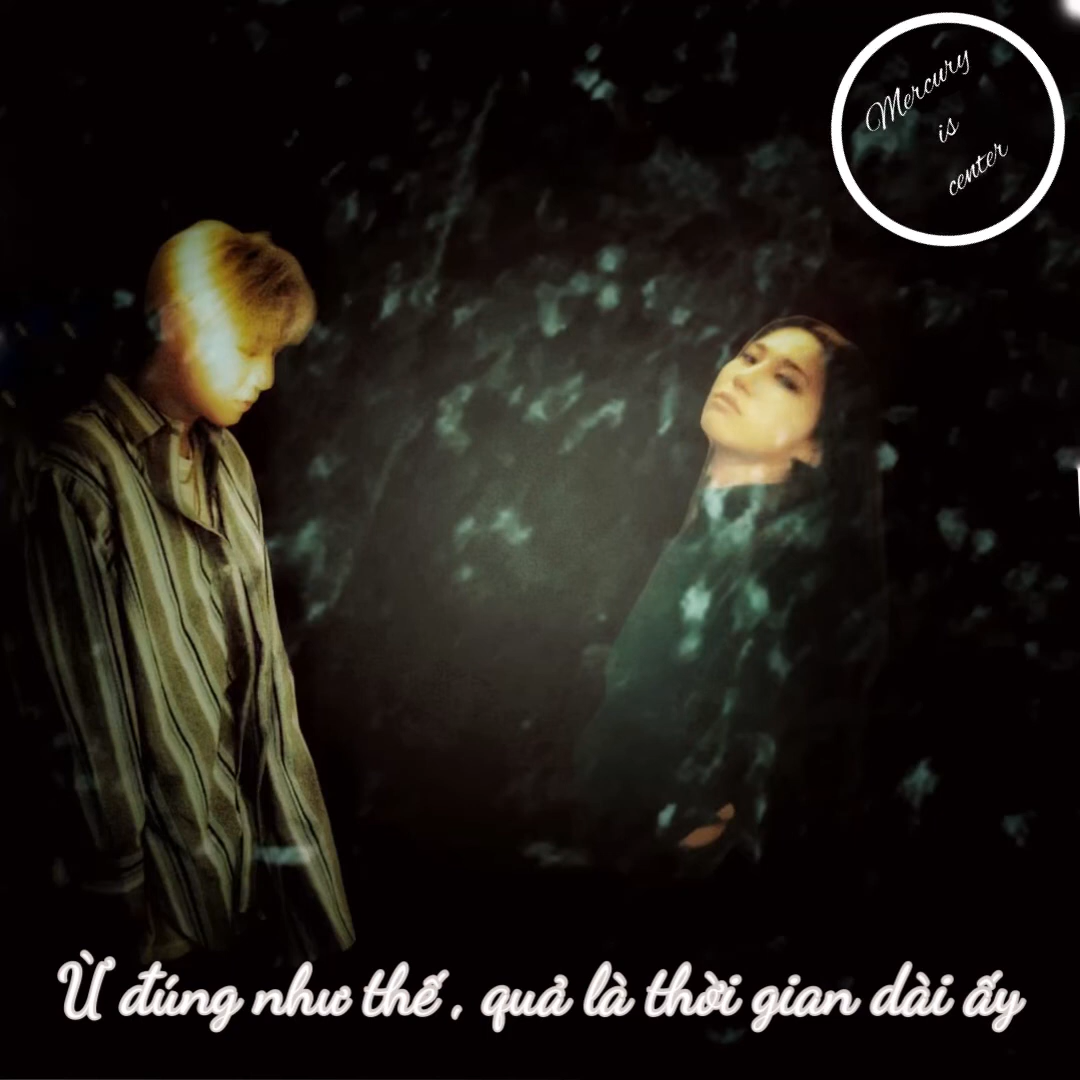 Mercury
is
center
Ừ đúng như thế , quả là thời gian dài ấy